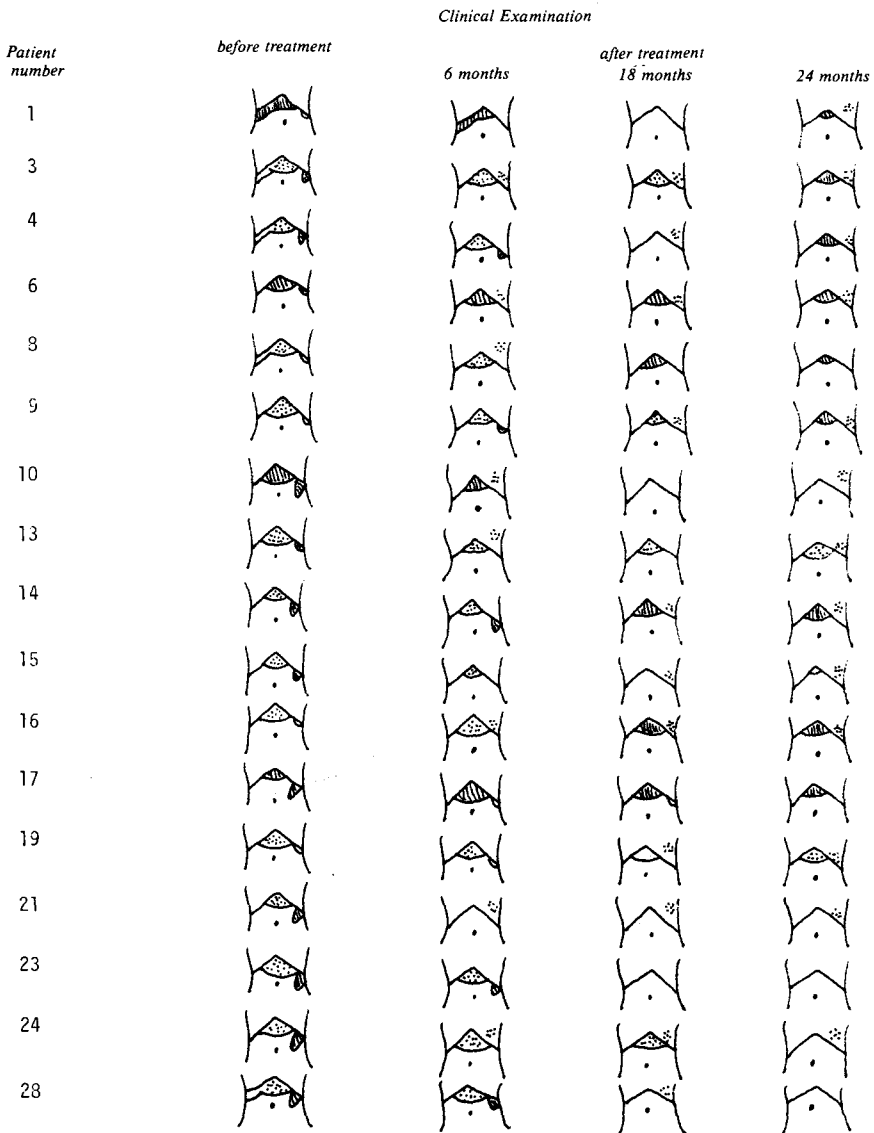 Clinical Examination
Patient number
before treatment
after treatment
6 months
18 months
24 months
1
3
4
6
8
9
10
13
14
15
16
17
19
21
23
24
28